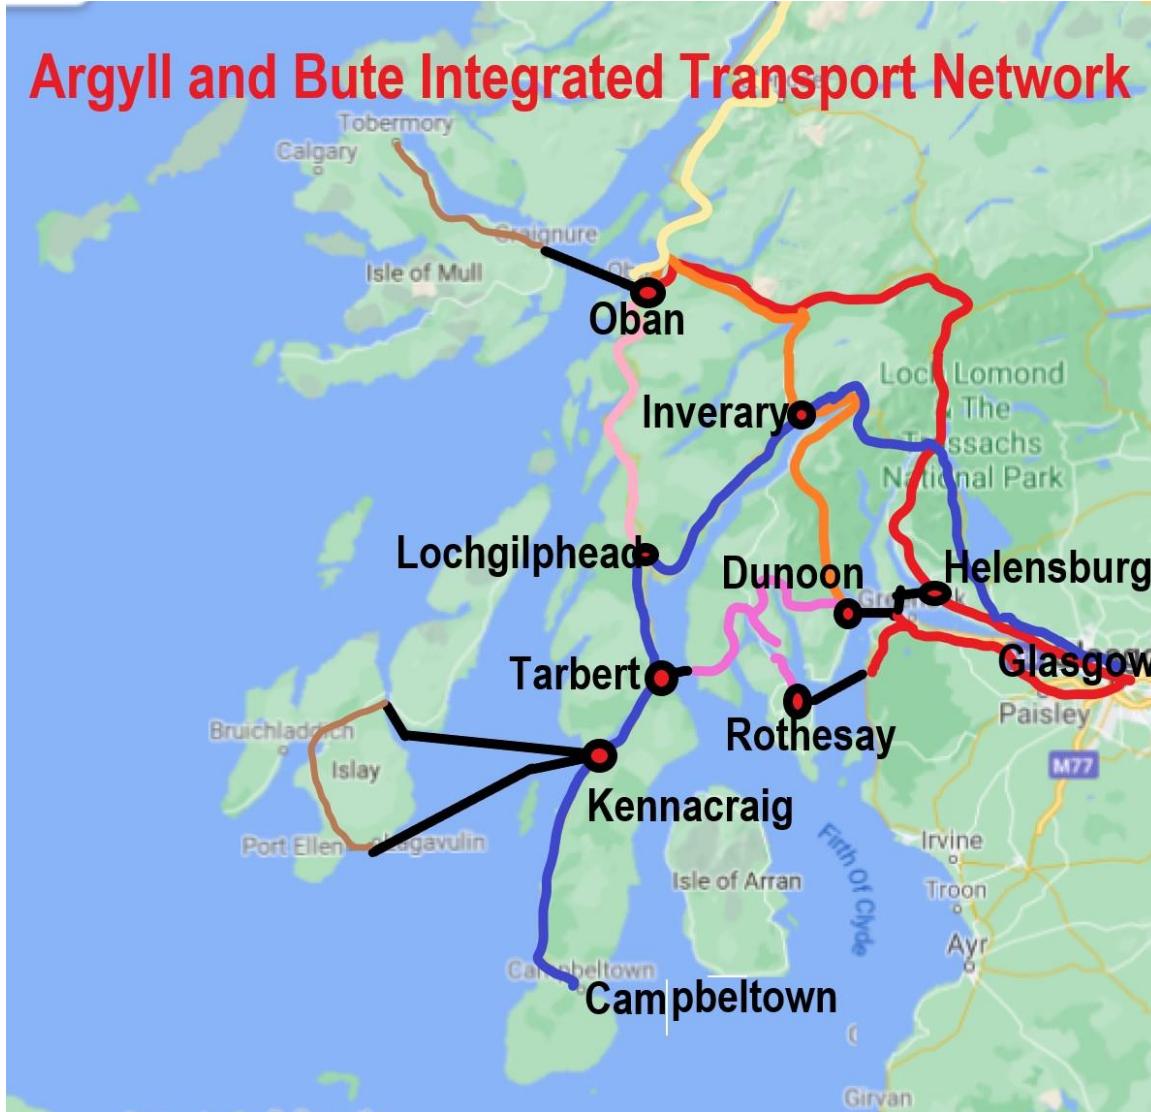 Argyll and Bute Integrated Transport Network
Tobermory
Calgary
Craignure
Isle of Mull
Oban
Inverary
Loch Lomond
& The
Trossachs
National Park
Lochgilphead
Dunoon
Helensburg
Tarbert
Glasgow
Paisley
Rothesay
Bruichladdich
Islay
M77
Kennacraig
Port Ellen
Lagavulin
Firth Of Clyde
Irvine
Isle of Arran
Troon
Ayr
Campbeltown
Campbeltown
Girvan